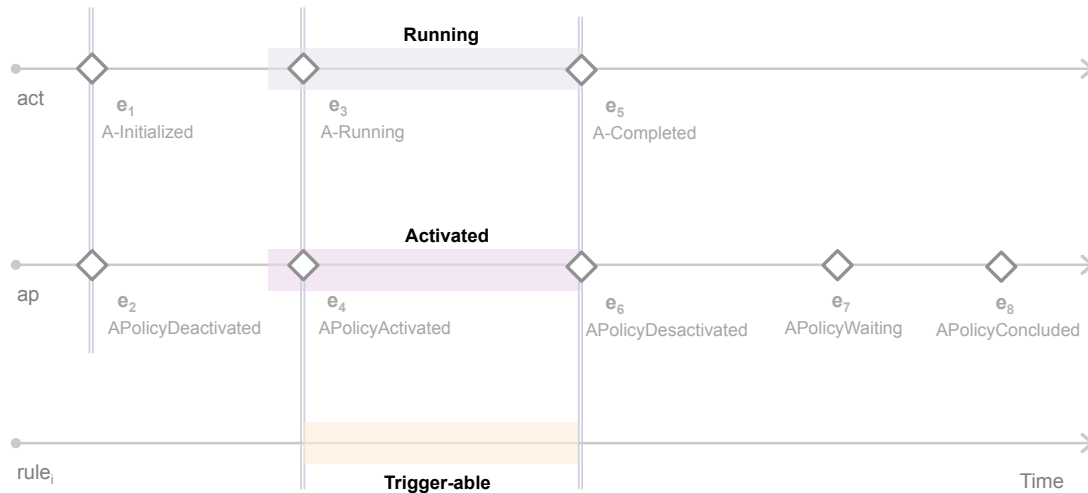 Running
act
e1
e3
e5
A-Initialized
A-Running
A-Completed
Activated
ap
e2
e4
e6
e7
e8
APolicyDeactivated
APolicyActivated
APolicyDesactivated
APolicyWaiting
APolicyConcluded
rulei
Trigger-able
Time